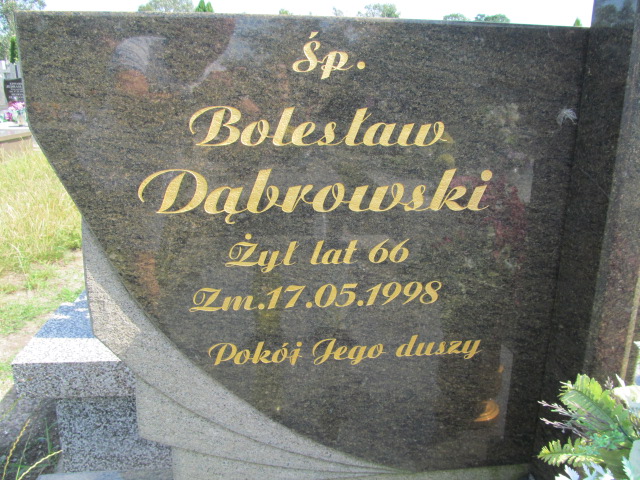 Śp.
Bolesław
Dąbrowski
Żył lat 66
Zm.17.05.1998
Pokój Jego duszy